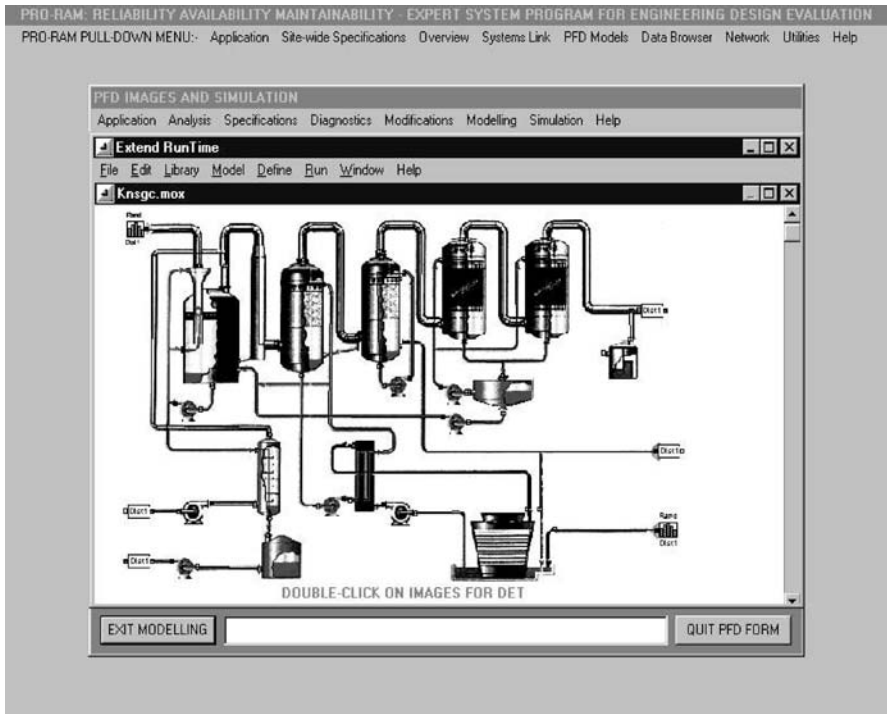 PRO-RAM: RELIABILITY AVAILABILITY MAINTAINABILITY - EXPERT SYSTEM PROGRAM FOR ENGINEERING DESIGN EVALUATION
PRO-RAM PULL-DOWN MENU:- Application Site-wide Specifications Overview Systems Link PFD Models Data Browser Network Utilities Help
PFD IMAGES AND SIMULATION
Application Analysis Specifications Diagnostics Modifications Modelling Simulation Help
Extend RunTime
File Edit Library Model Define Run Window Help
Knsgc.mox
DOUBLE-CLICK ON IMAGES FOR DET
EXIT MODELLING
QUIT PFD FORM